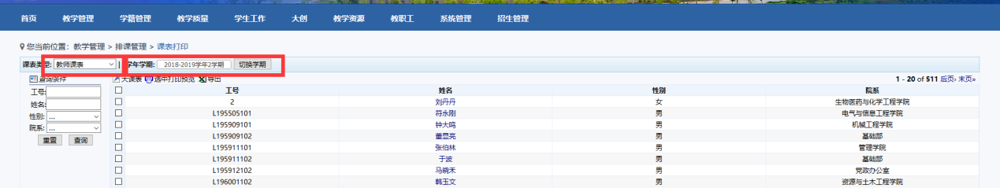 首页 教学管理 学籍管理 教学质量 学生工作 大创 教学资源 教职工 系统管理 招生管理
您当前位置: 教学管理 > 排课管理 > 课表打印
课表类型: 教师课表 | 学年学期: 2018-2019学年2学期 切换学期
查询条件 大课表 选中打印预览 导出 1 - 20 of 511 后页› 末页»
工号: 工号 姓名 性别 院系
2 刘丹丹 女 生物医药与化学工程学院
姓名:
L195505101 符永刚 男 电气与信息工程学院
性别: ...
L195909101 钟大鸣 男 机械工程学院
院系: ...
L195909102 董显亮 男 基础部
重置 查询
L195911101 张伯林 男 管理学院
L195911102 于波 男 基础部
L195912102 马晓禾 男 党政办公室
L196001102 韩玉文 男 资源与土木工程学院